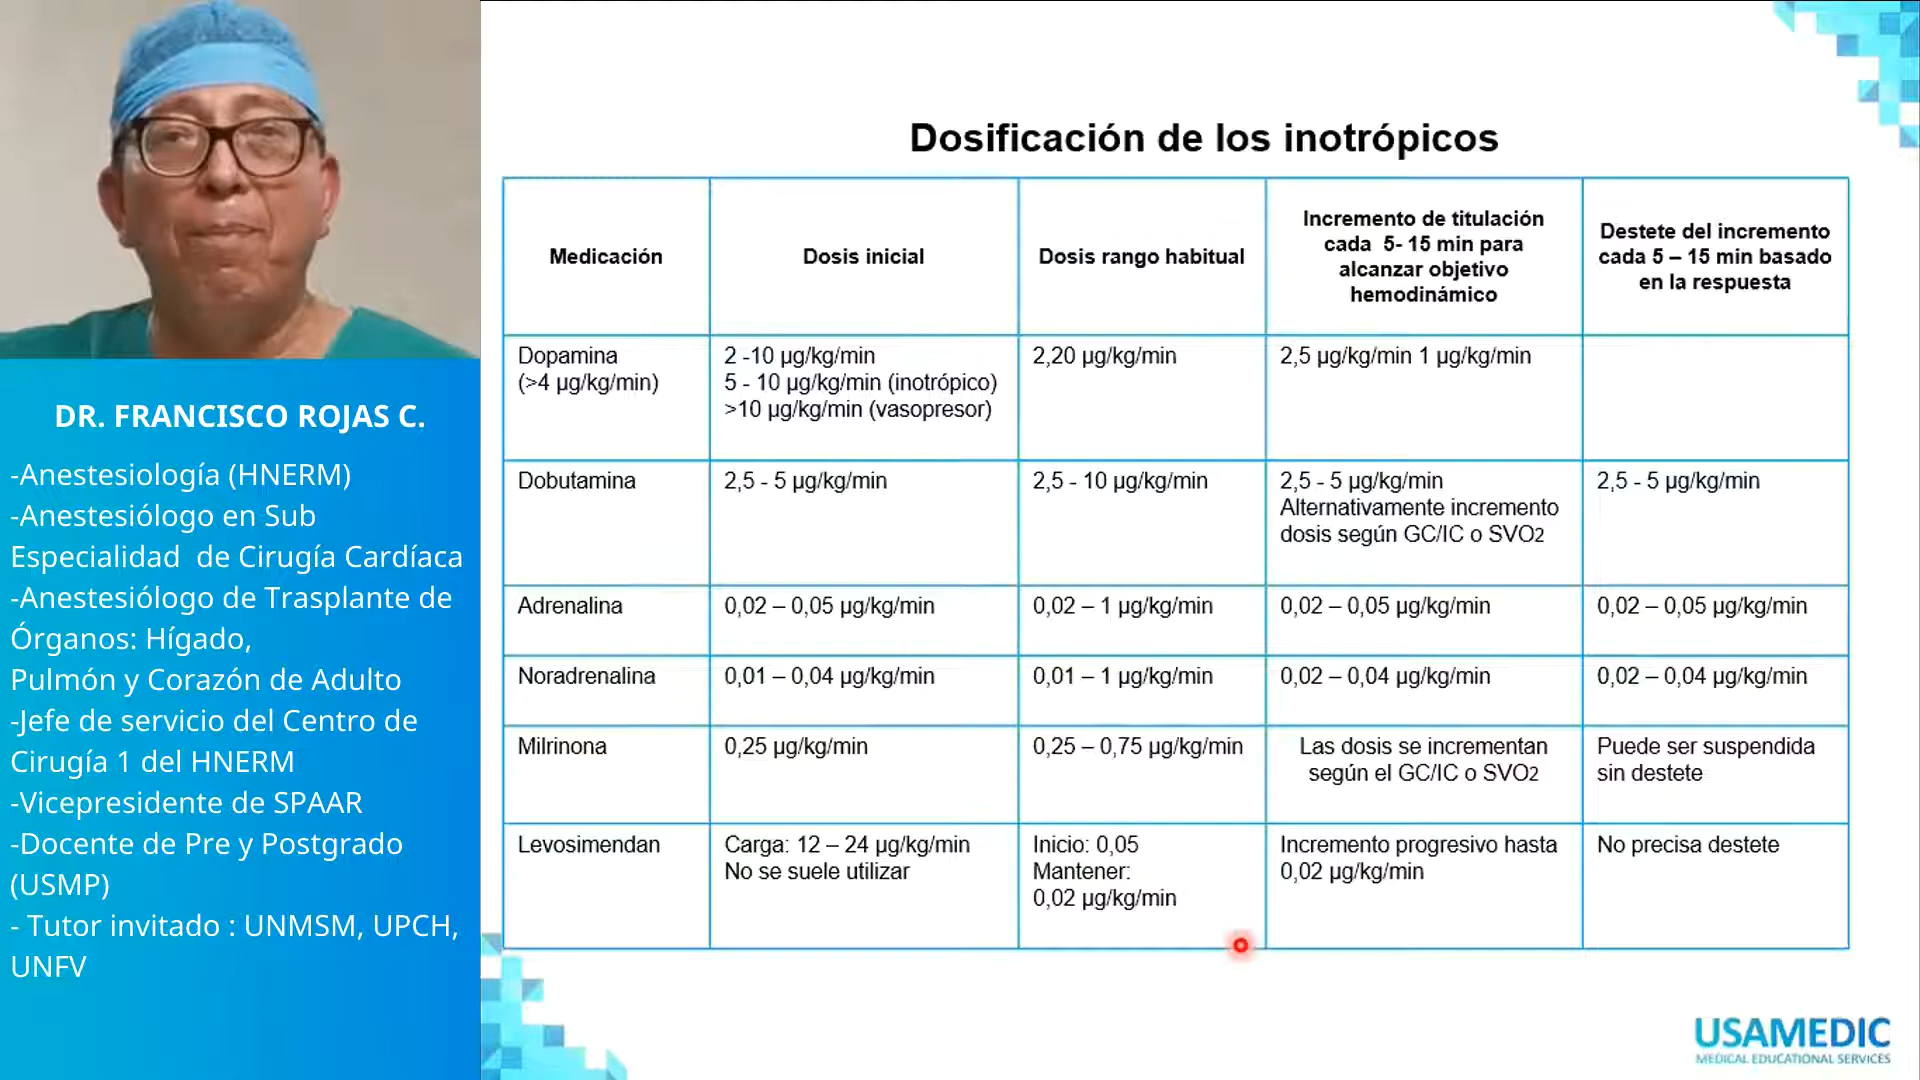 DR. FRANCISCO ROJAS C.
-Anestesiología (HNERM)
-Anestesiólogo en Sub
Especialidad de Cirugía Cardíaca
-Anestesiólogo de Trasplante de
Órganos: Hígado,
Pulmón y Corazón de Adulto
-Jefe de servicio del Centro de
Cirugía 1 del HNERM
-Vicepresidente de SPAAR
-Docente de Pre y Postgrado
(USMP)
- Tutor invitado : UNMSM, UPCH,
UNFV
Dosificación de los inotrópicos
Medicación
Dosis inicial
Dosis rango habitual
Incremento de titulación
cada 5- 15 min para
alcanzar objetivo
hemodinámico
Destete del incremento
cada 5 – 15 min basado
en la respuesta
Dopamina
(>4 µg/kg/min)
2 -10 µg/kg/min
5 - 10 µg/kg/min (inotrópico)
>10 µg/kg/min (vasopresor)
2,20 µg/kg/min
2,5 µg/kg/min 1 µg/kg/min
Dobutamina
2,5 - 5 µg/kg/min
2,5 - 10 µg/kg/min
2,5 - 5 µg/kg/min
Alternativamente incremento
dosis según GC/IC o SVO2
2,5 - 5 µg/kg/min
Adrenalina
0,02 – 0,05 µg/kg/min
0,02 – 1 µg/kg/min
0,02 – 0,05 µg/kg/min
0,02 – 0,05 µg/kg/min
Noradrenalina
0,01 – 0,04 µg/kg/min
0,01 – 1 µg/kg/min
0,02 – 0,04 µg/kg/min
0,02 – 0,04 µg/kg/min
Milrinona
0,25 µg/kg/min
0,25 – 0,75 µg/kg/min
Las dosis se incrementan
según el GC/IC o SVO2
Puede ser suspendida
sin destete
Levosimendan
Carga: 12 – 24 µg/kg/min
No se suele utilizar
Inicio: 0,05
Mantener:
0,02 µg/kg/min
Incremento progresivo hasta
0,02 µg/kg/min
No precisa destete
USAMEDIC
MEDICAL EDUCATIONAL SERVICES